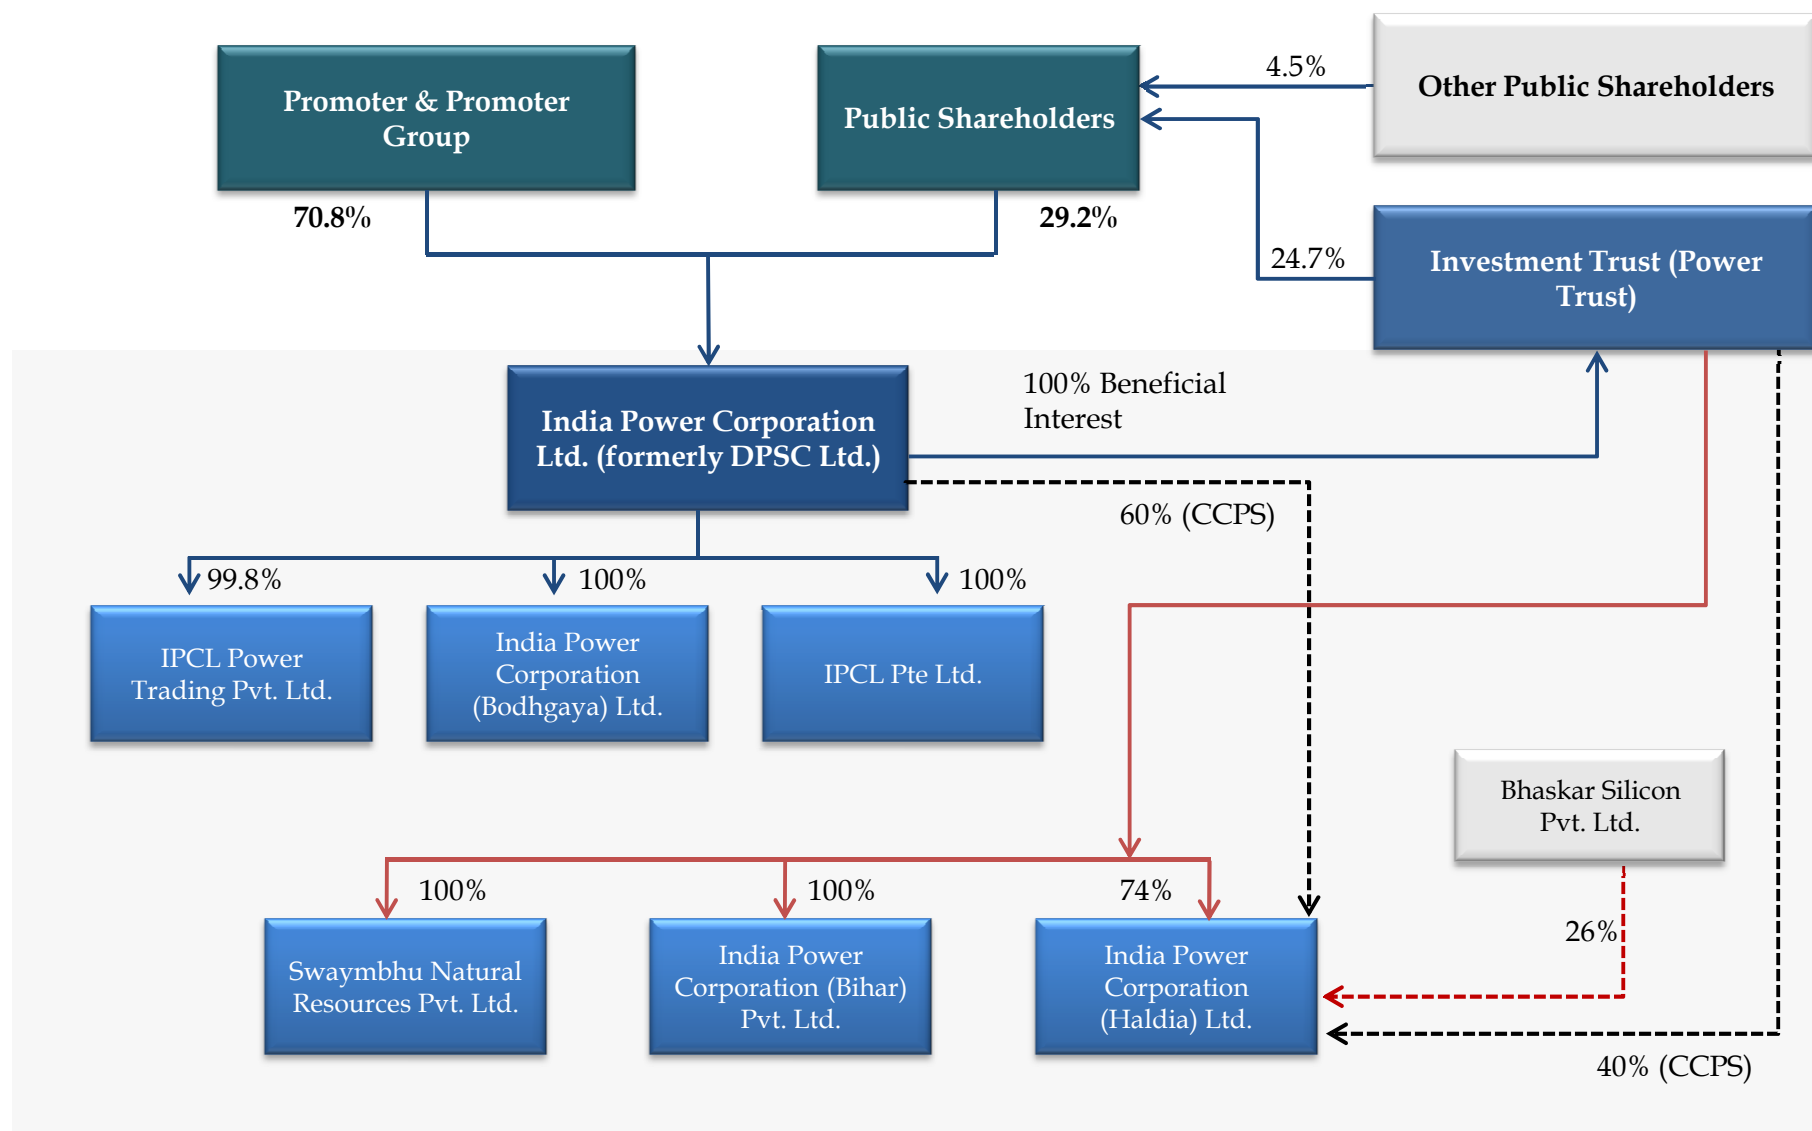 4.5%
Other Public Shareholders
Promoter & Promoter
Group
Public Shareholders
70.8%
29.2%
24.7%
Investment Trust (Power
Trust)
100% Beneficial
Interest
India Power Corporation
Ltd. (formerly DPSC Ltd.)
60% (CCPS)
99.8%
100%
100%
IPCL Power
Trading Pvt. Ltd.
India Power
Corporation
(Bodhgaya) Ltd.
IPCL Pte Ltd.
Bhaskar Silicon
Pvt. Ltd.
100%
100%
74%
26%
Swaymbhu Natural
Resources Pvt. Ltd.
India Power
Corporation (Bihar)
Pvt. Ltd.
India Power
Corporation
(Haldia) Ltd.
40% (CCPS)